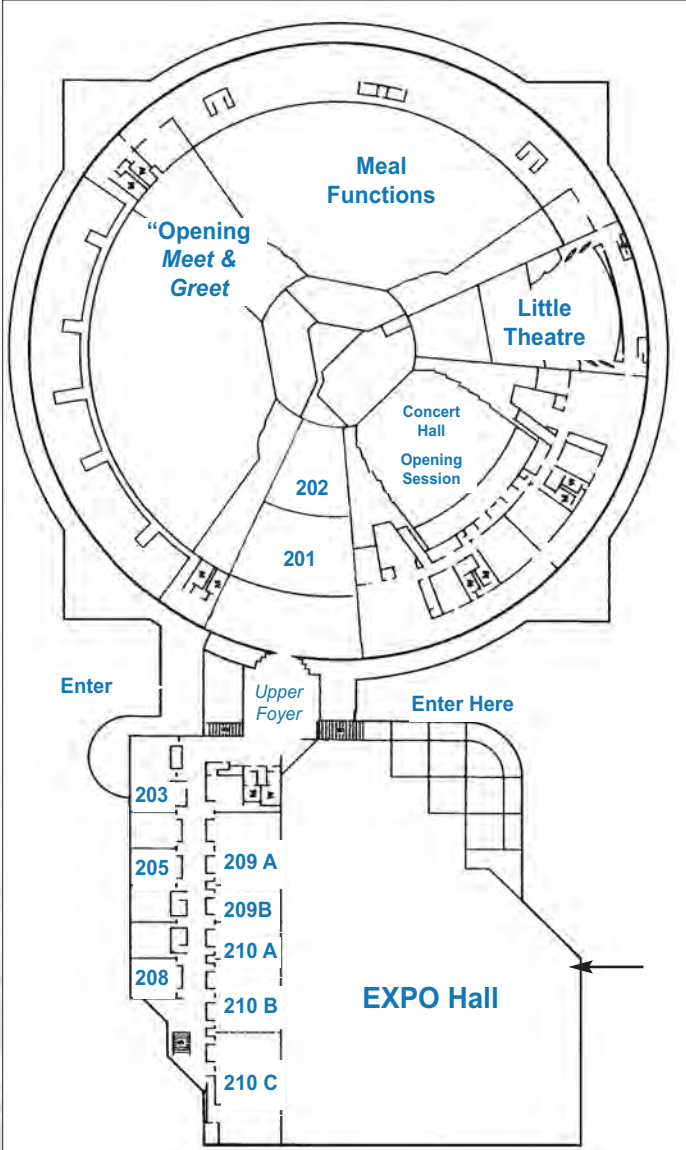 Meal
Functions
“Opening
Meet &
Greet
Little
Theatre
Concert
Hall
Opening
Session
202
201
Enter
Upper
Foyer
Enter Here
203
205
209 A
209B
210 A
208
210 B
EXPO Hall
210 C